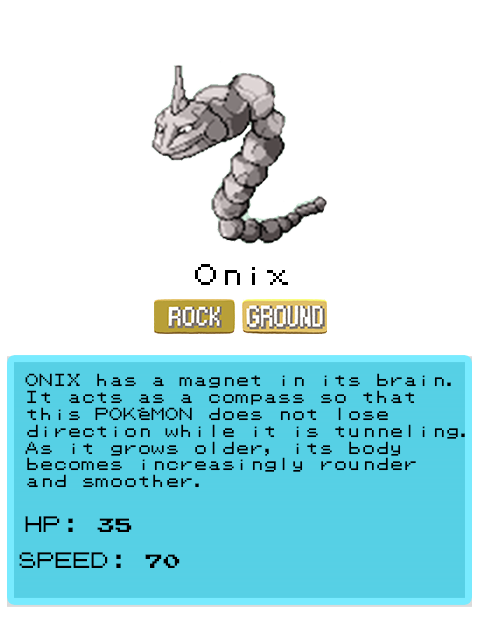 Onix
ROCK GROUND
ONIX has a magnet in its brain.
It acts as a compass so that
this POKéMON does not lose
direction while it is tunneling.
As it grows older, its body
becomes increasingly rounder
and smoother.
HP: 35
SPEED: 70